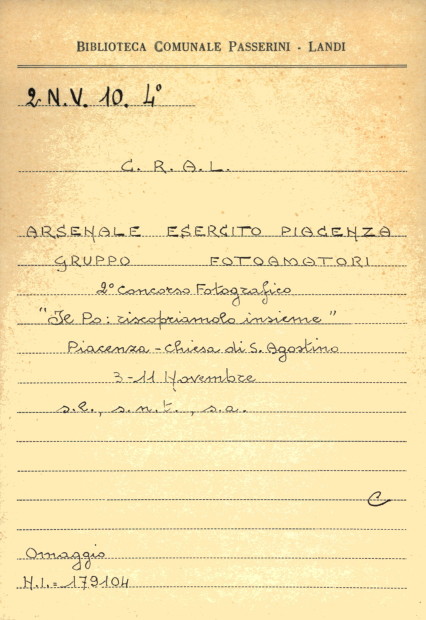 BIBLIOTECA COMUNALE PASSERINI - LANDI
2 N.V. 10. 4°
C. R. A. L.
ARSENALE ESERCITO PIACENZA
GRUPPO FOTOAMATORI
2° Concorso Fotografico
"Il Po: riscopriamolo insieme"
Piacenza - Chiesa di S. Agostino
3-11 Novembre
s.l., s.n.t., s.a.
C
Omaggio
N.I. = 179104